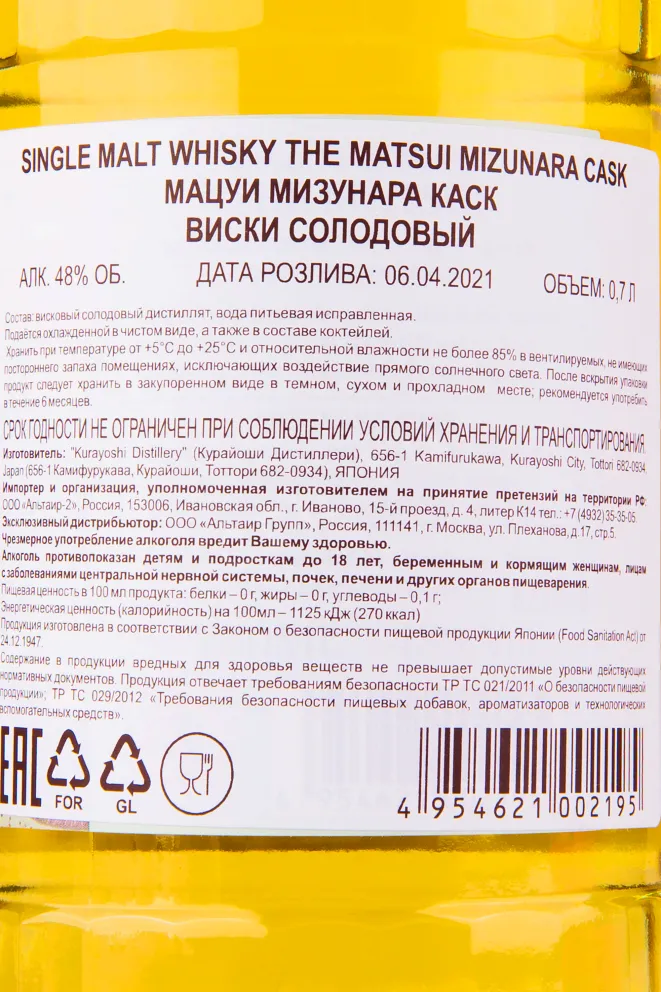 SINGLE MALT WHISKY THE MATSUI MIZUNARA CASK
МАЦУИ МИЗУНАРА КАСК
ВИСКИ СОЛОДОВЫЙ
АЛК. 48% ОБ. ДАТА РОЗЛИВА: 06.04.2021 ОБЪЕМ: 0,7 Л
Состав: висковый солодовый дистиллят, вода питьевая исправленная.
Подаётся охлажденной в чистом виде, а также в составе коктейлей.
Хранить при температуре от +5°С до +25°С и относительной влажности не более 85% в вентилируемых, не имеющих
постороннего запаха помещениях, исключающих воздействие прямого солнечного света. После вскрытия упаковки
продукт следует хранить в закупоренном виде в темном, сухом и прохладном месте; рекомендуется употребить
в течение 6 месяцев.
СРОК ГОДНОСТИ НЕ ОГРАНИЧЕН ПРИ СОБЛЮДЕНИИ УСЛОВИЙ ХРАНЕНИЯ И ТРАНСПОРТИРОВАНИЯ.
Изготовитель: "Kurayoshi Distillery" (Курайоши Дистиллери), 656-1 Kamifurukawa, Kurayoshi City, Tottori 682-0934,
Japan (656-1 Камифурукава, Курайоши, Тоттори 682-0934), ЯПОНИЯ
Импортер и организация, уполномоченная изготовителем на принятие претензий на территории РФ:
ООО «Альтаир-2», Россия, 153006, Ивановская обл., г. Иваново, 15-й проезд, д. 4, литер К14 тел.: +7 (4932) 35-35-05.
Эксклюзивный дистрибьютор: ООО «Альтаир Групп», Россия, 111141, г. Москва, ул. Плеханова, д.17, стр.5.
Чрезмерное употребление алкоголя вредит Вашему здоровью.
Алкоголь противопоказан детям и подросткам до 18 лет, беременным и кормящим женщинам, лицам
с заболеваниями центральной нервной системы, почек, печени и других органов пищеварения.
Пищевая ценность в 100 мл продукта: белки – 0 г, жиры – 0 г, углеводы – 0,1 г;
Энергетическая ценность (калорийность) на 100мл – 1125 кДж (270 ккал)
Продукция изготовлена в соответствии с Законом о безопасности пищевой продукции Японии (Food Sanitation Act) от
24.12.1947.
Содержание в продукции вредных для здоровья веществ не превышает допустимые уровни действующих
нормативных документов. Продукция отвечает требованиям безопасности ТР ТС 021/2011 «О безопасности пищевой
продукции»; ТР ТС 029/2012 «Требования безопасности пищевых добавок, ароматизаторов и технологических
вспомогательных средств».
EAC
FOR
GL
4 954621 002195